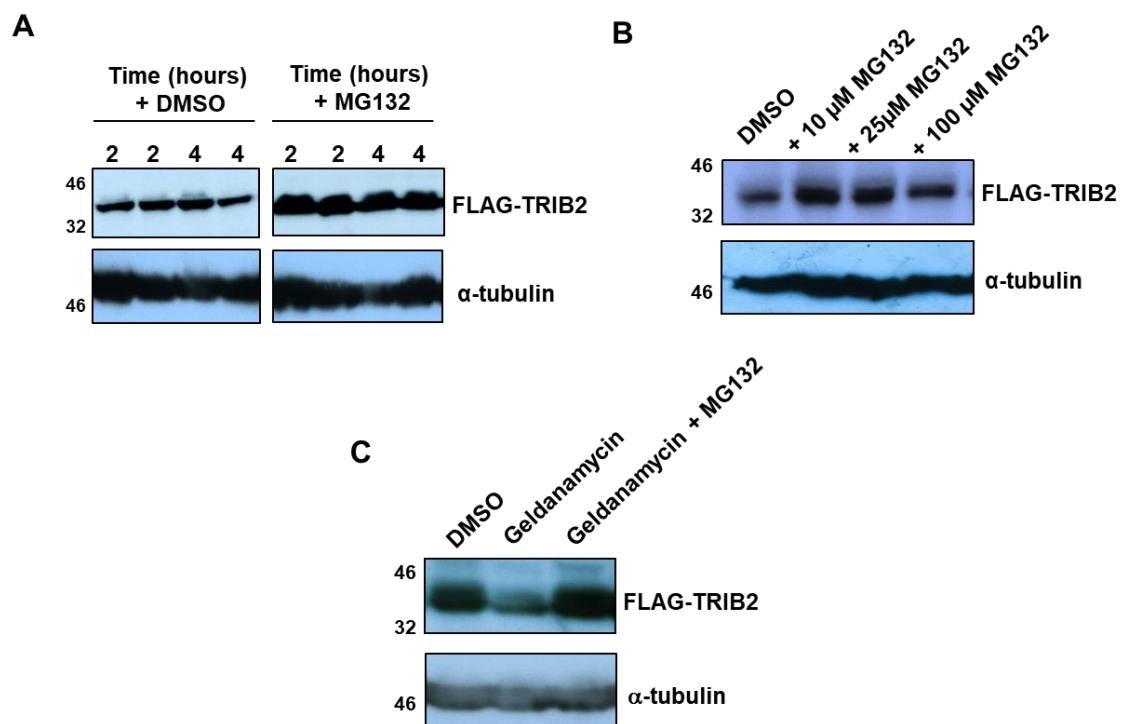 A
Time (hours)
+ DMSO
Time (hours)
+ MG132
2 2 4 4
2 2 4 4
46
32
FLAG-TRIB2
46
α-tubulin
B
DMSO
+ 10 µM MG132
+ 25µM MG132
+ 100 µM MG132
46
32
FLAG-TRIB2
46
α-tubulin
C
DMSO
Geldanamycin
Geldanamycin + MG132
46
32
FLAG-TRIB2
46
α-tubulin